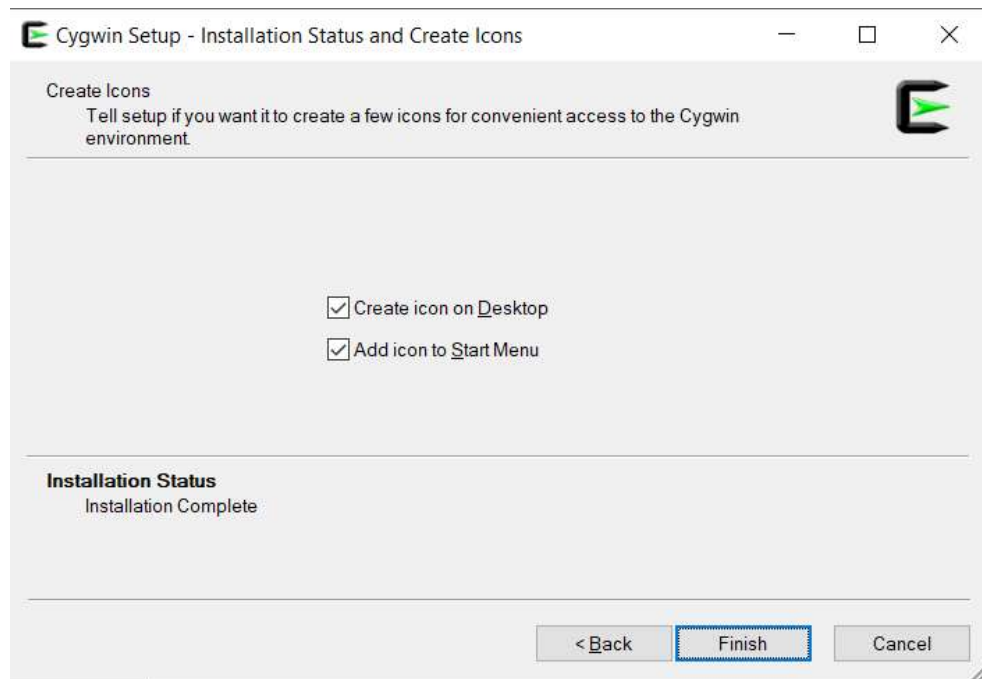 Cygwin Setup - Installation Status and Create Icons
Create Icons
Tell setup if you want it to create a few icons for convenient access to the Cygwin
environment.
Create icon on Desktop
Add icon to Start Menu
Installation Status
Installation Complete
< Back
Finish
Cancel